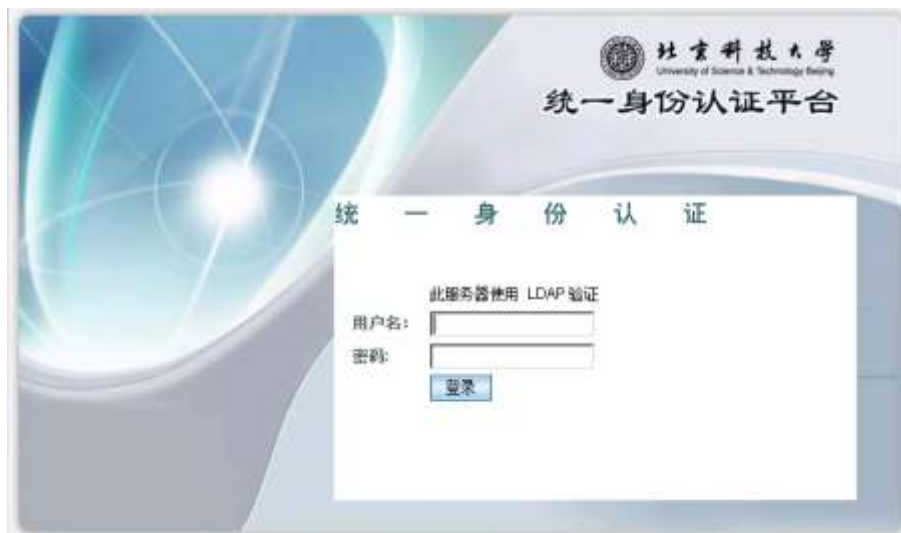 北京科技大学
University of Science & Technology Beijing
统一身份认证平台
统一身份认证
此服务器使用 LDAP 验证
用户名:
密码:
登录